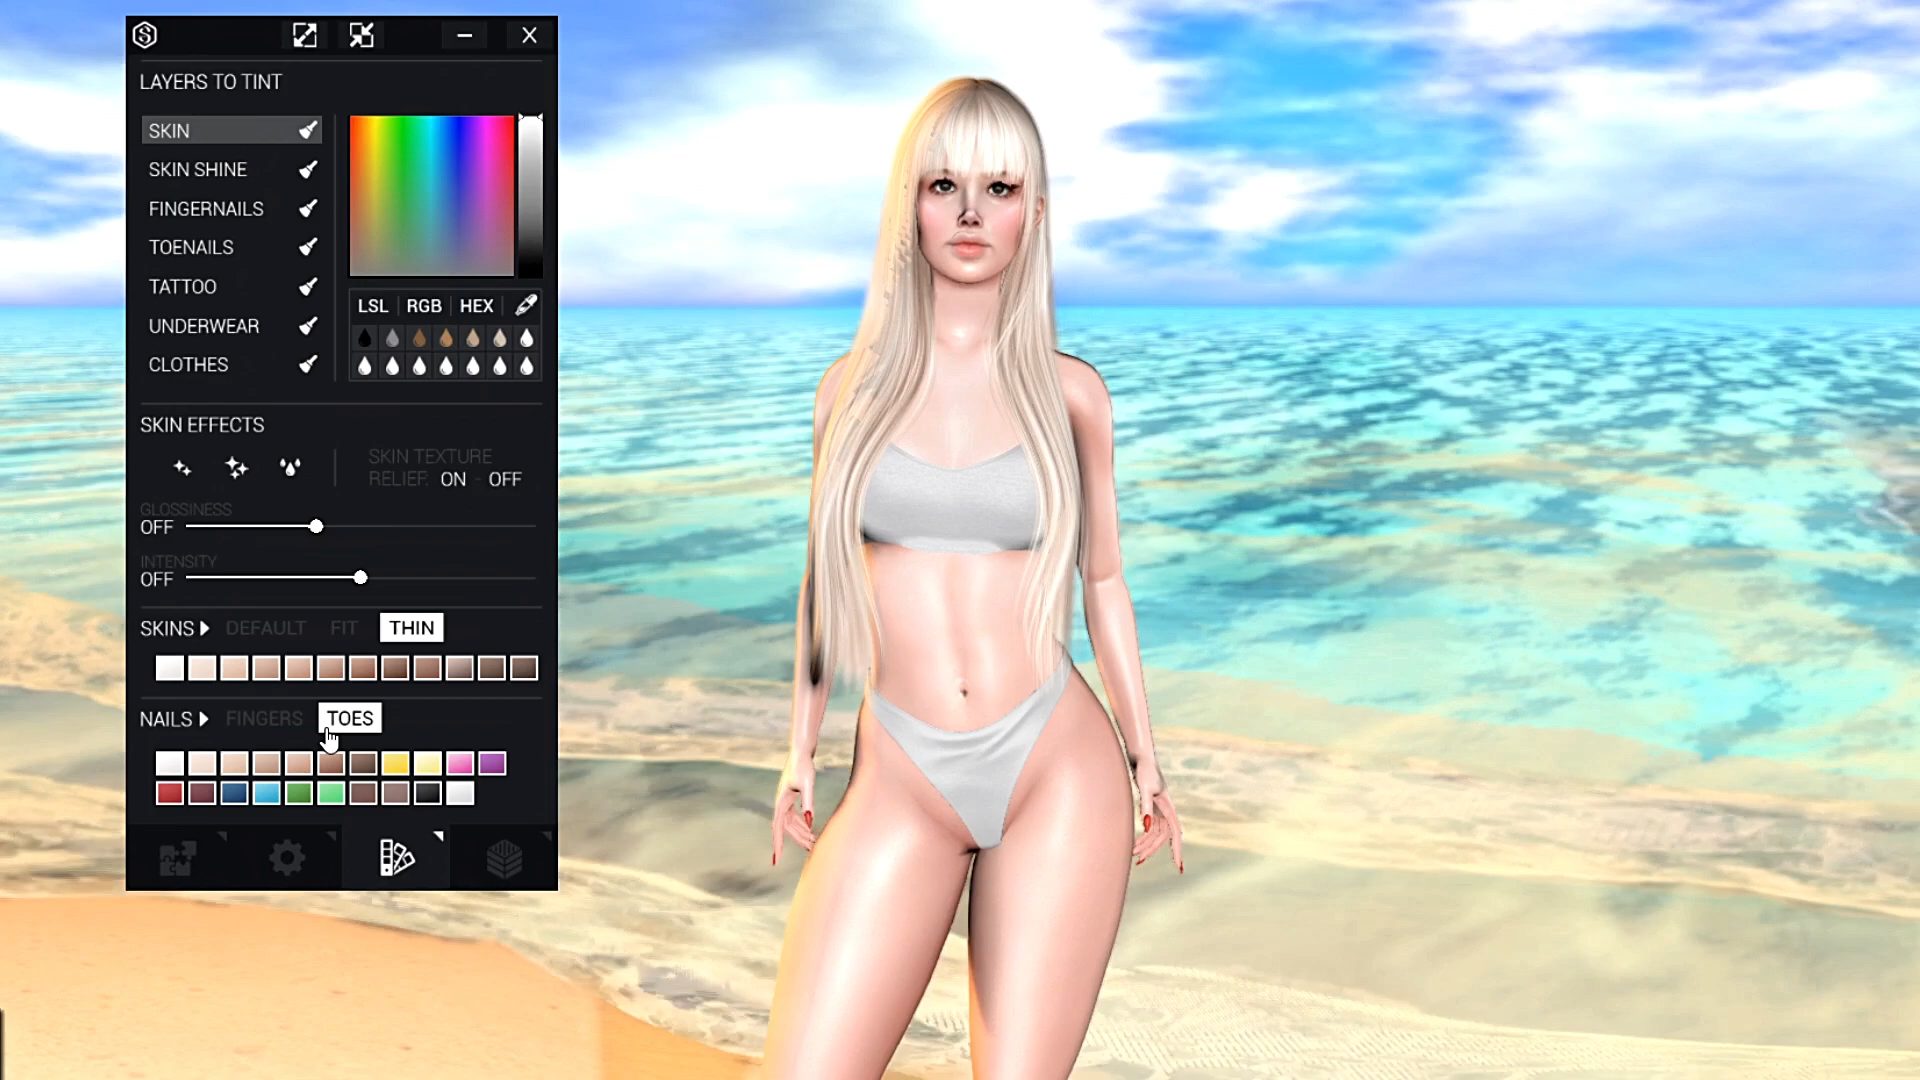 LAYERS TO TINT
SKIN
SKIN SHINE
FINGERNAILS
TOENAILS
TATTOO
UNDERWEAR
CLOTHES
LSL RGB HEX
SKIN EFFECTS
SKIN TEXTURE
RELIEF: ON - OFF
GLOSSINESS
OFF
INTENSITY
OFF
SKINS DEFAULT FIT THIN
NAILS FINGERS TOES